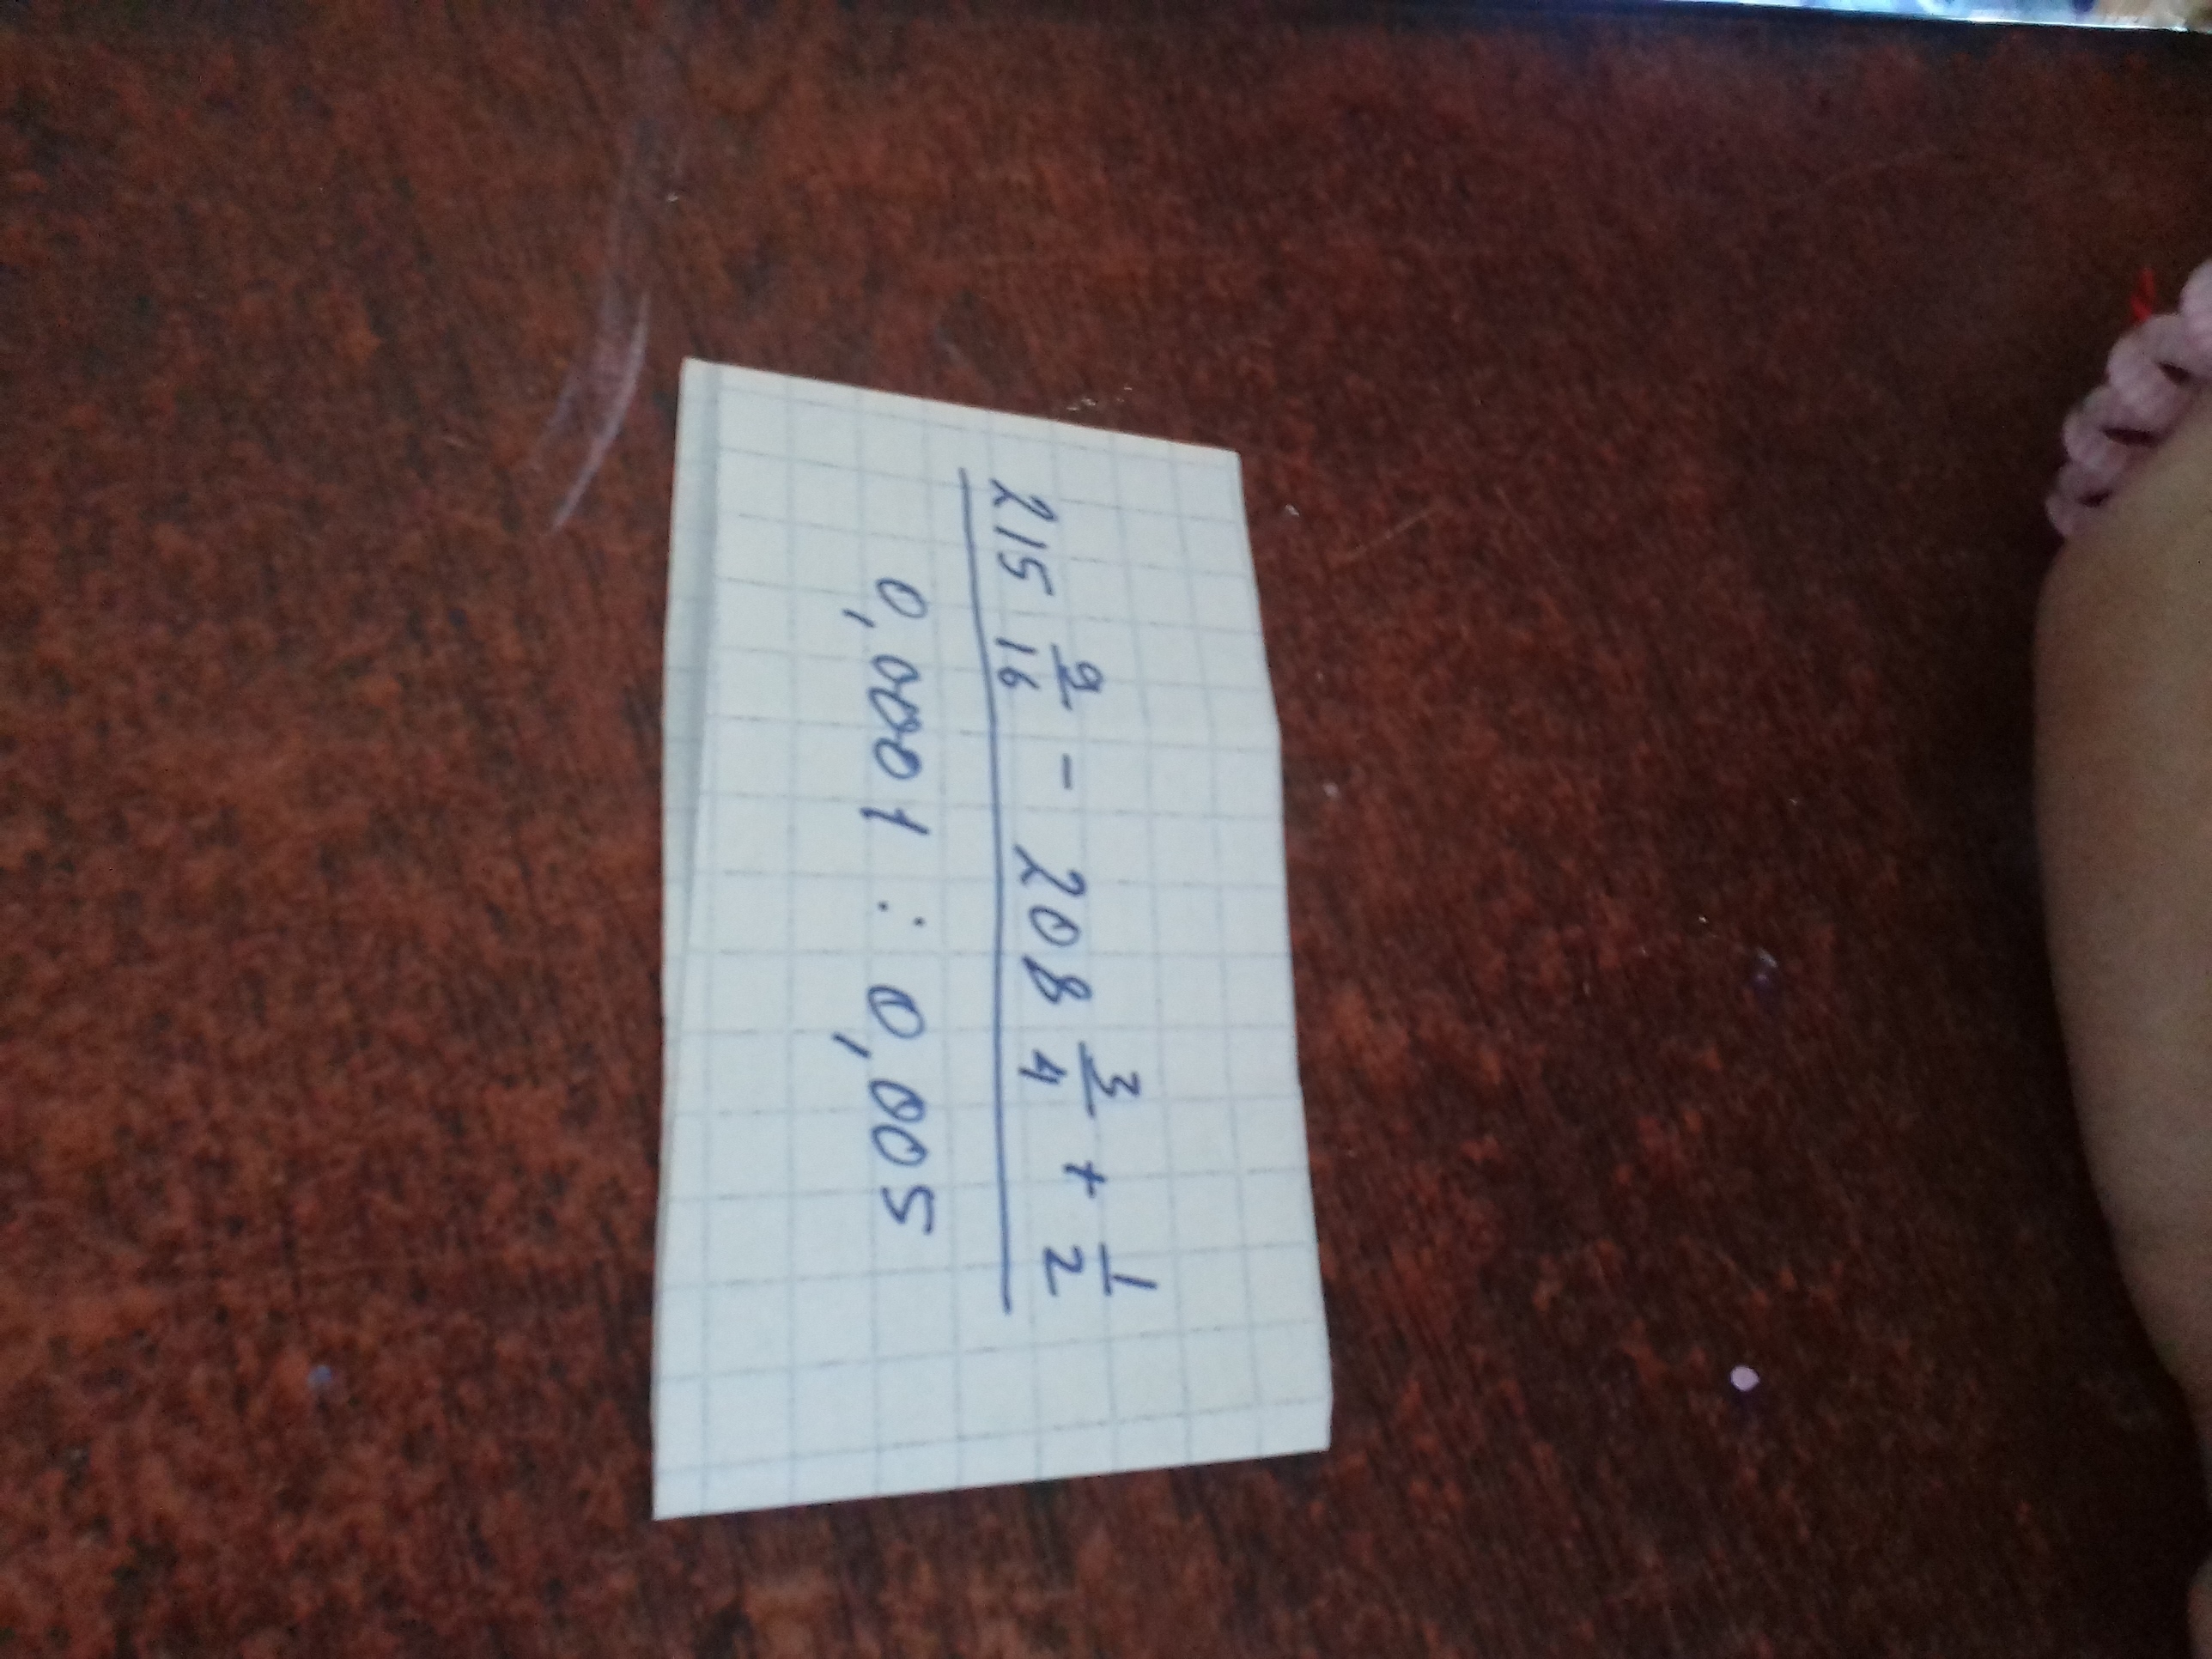 215 9/16 - 208 3/4 + 1/2
0,0001 : 0,005